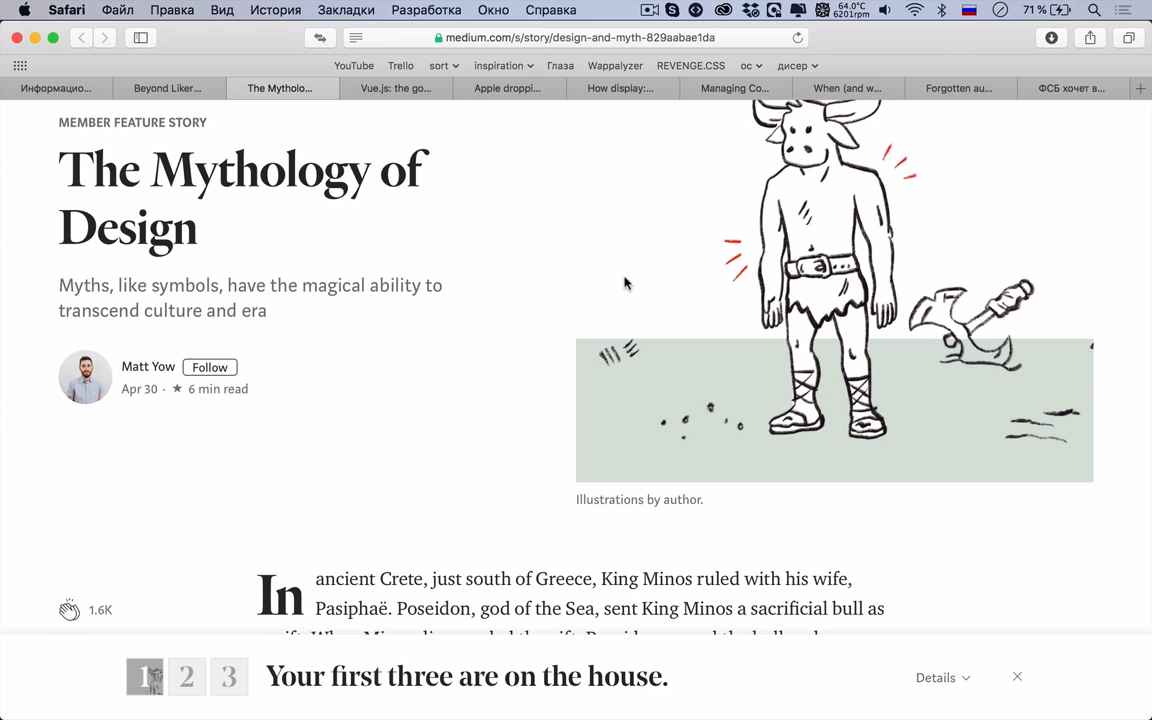 Safari Файл Правка Вид История Закладки Разработка Окно Справка 64.0°C 6201rpm 71 %
medium.com/s/story/design-and-myth-829aabae1da
YouTube Trello sort inspiration Глаза Wappalyzer REVENGE.CSS ос дисер
Информацио... Beyond Liker... The Mytholo... Vue.js: the go... Apple droppi... How display:... Managing Co... When (and w... Forgotten au... ФСБ хочет в...
MEMBER FEATURE STORY
The Mythology of
Design
Myths, like symbols, have the magical ability to
transcend culture and era
Matt Yow Follow
Apr 30 · ★ 6 min read
Illustrations by author.
In ancient Crete, just south of Greece, King Minos ruled with his wife,
Pasiphaë. Poseidon, god of the Sea, sent King Minos a sacrificial bull as
1.6K
1 2 3 Your first three are on the house. Details